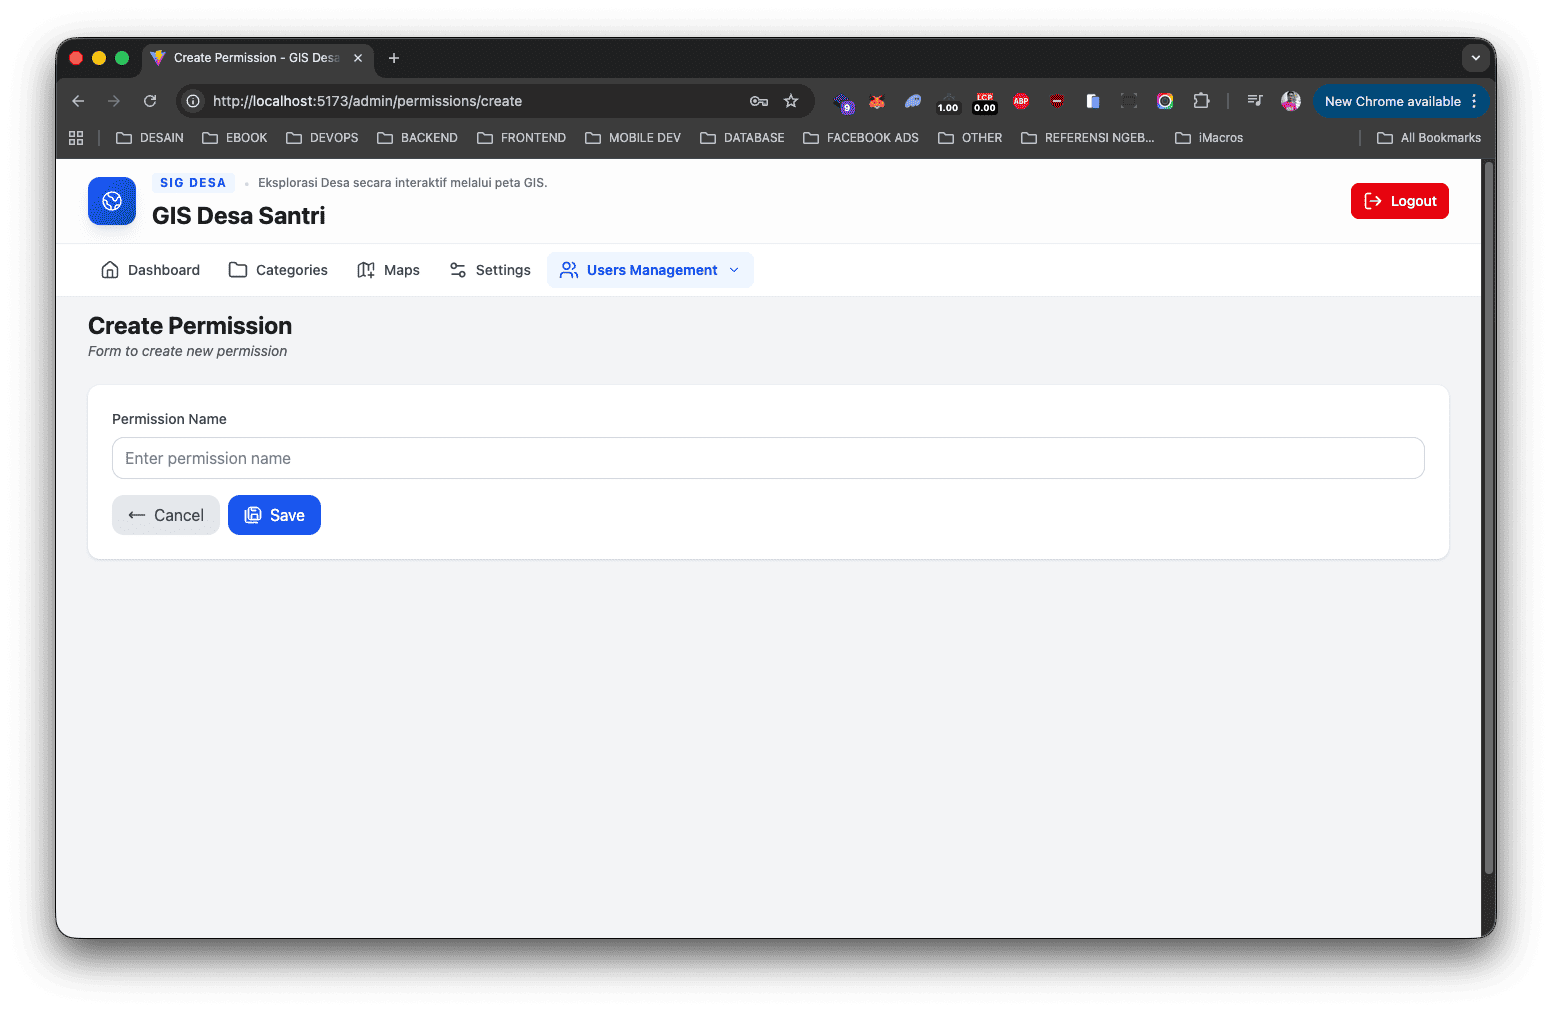 Create Permission - GIS Desa
http://localhost:5173/admin/permissions/create
9
1.00
LCP
0.00
ABP
New Chrome available
DESAIN
EBOOK
DEVOPS
BACKEND
FRONTEND
MOBILE DEV
DATABASE
FACEBOOK ADS
OTHER
REFERENSI NGEB...
iMacros
All Bookmarks
SIG DESA
Eksplorasi Desa secara interaktif melalui peta GIS.
GIS Desa Santri
Logout
Dashboard
Categories
Maps
Settings
Users Management
Create Permission
Form to create new permission
Permission Name
Enter permission name
Cancel
Save